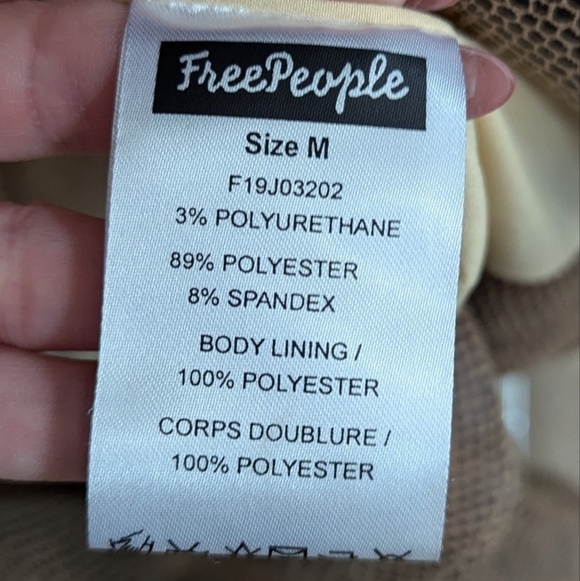 FreePeople
Size M
F19J03202
3% POLYURETHANE
89% POLYESTER
8% SPANDEX
BODY LINING /
100% POLYESTER
CORPS DOUBLURE /
100% POLYESTER